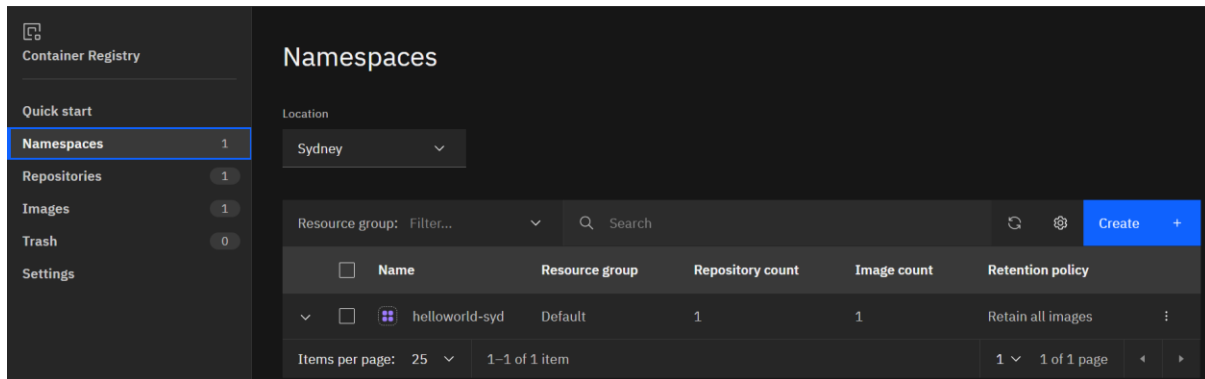 Container Registry
Quick start
Namespaces 1
Repositories 1
Images 1
Trash 0
Settings
Namespaces
Location
Sydney
Resource group: Filter... Search Create +
Name Resource group Repository count Image count Retention policy
helloworld-syd Default 1 1 Retain all images
Items per page: 25 1–1 of 1 item 1 1 of 1 page